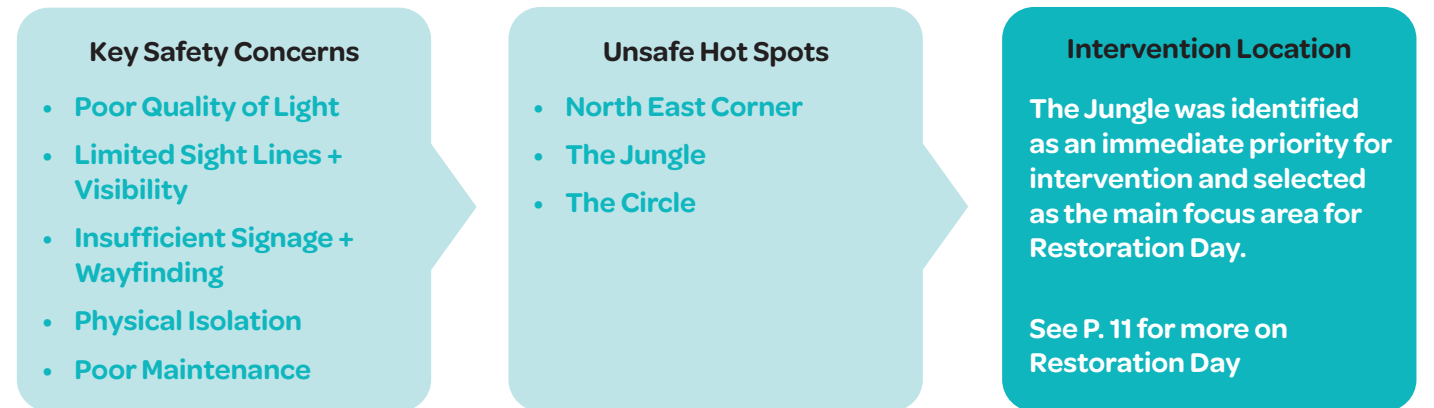 Key Safety Concerns
• Poor Quality of Light
• Limited Sight Lines +
Visibility
• Insufficient Signage +
Wayfinding
• Physical Isolation
• Poor Maintenance
Unsafe Hot Spots
• North East Corner
• The Jungle
• The Circle
Intervention Location
The Jungle was identified
as an immediate priority for
intervention and selected
as the main focus area for
Restoration Day.
See P. 11 for more on
Restoration Day